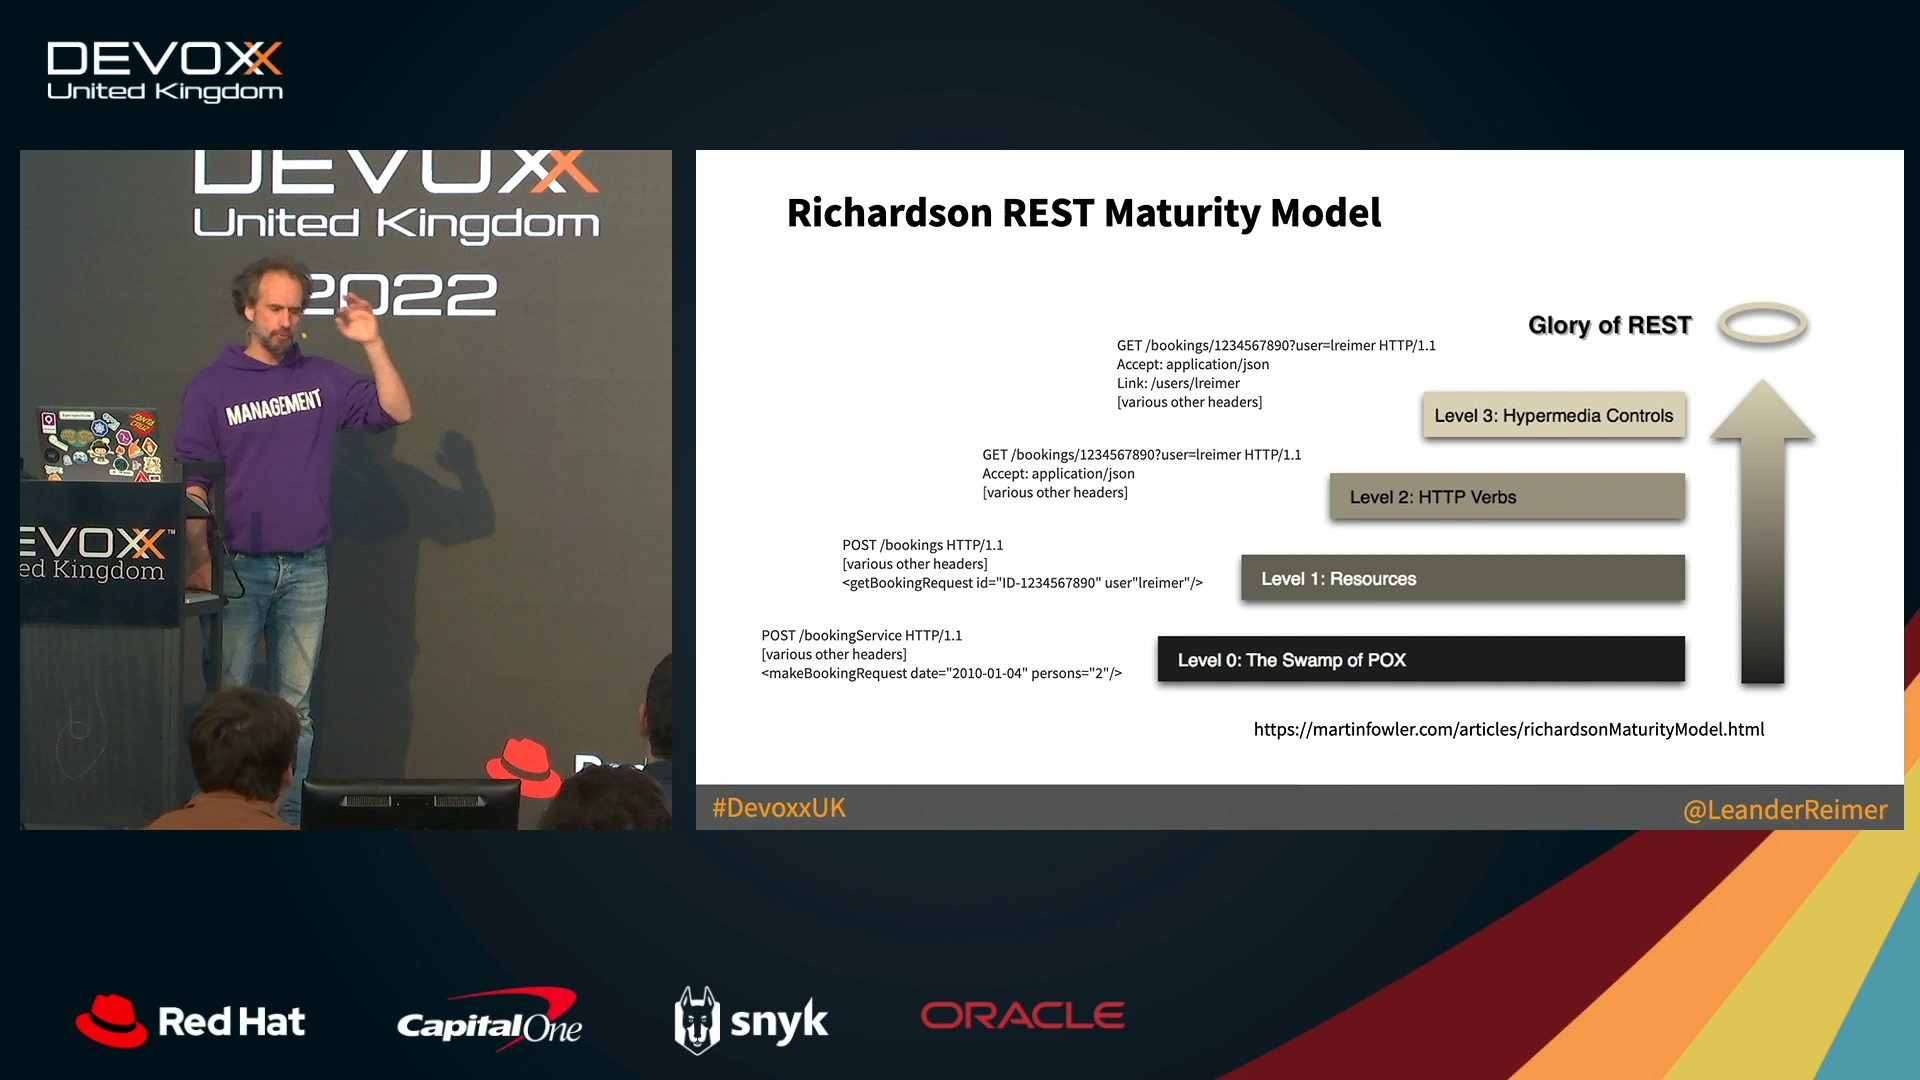 DEVOXX
United Kingdom
DEVOXX
United Kingdom
2022
MANAGEMENT
EVOXX™
ed Kingdom
Red
Richardson REST Maturity Model
Glory of REST
GET /bookings/1234567890?user=lreimer HTTP/1.1
Accept: application/json
Link: /users/lreimer
[various other headers]
Level 3: Hypermedia Controls
GET /bookings/1234567890?user=lreimer HTTP/1.1
Accept: application/json
[various other headers]
Level 2: HTTP Verbs
POST /bookings HTTP/1.1
[various other headers]
<getBookingRequest id="ID-1234567890" user"lreimer"/>
Level 1: Resources
POST /bookingService HTTP/1.1
[various other headers]
<makeBookingRequest date="2010-01-04" persons="2"/>
Level 0: The Swamp of POX
https://martinfowler.com/articles/richardsonMaturityModel.html
#DevoxxUK
@LeanderReimer
Red Hat
Capital One
snyk
ORACLE